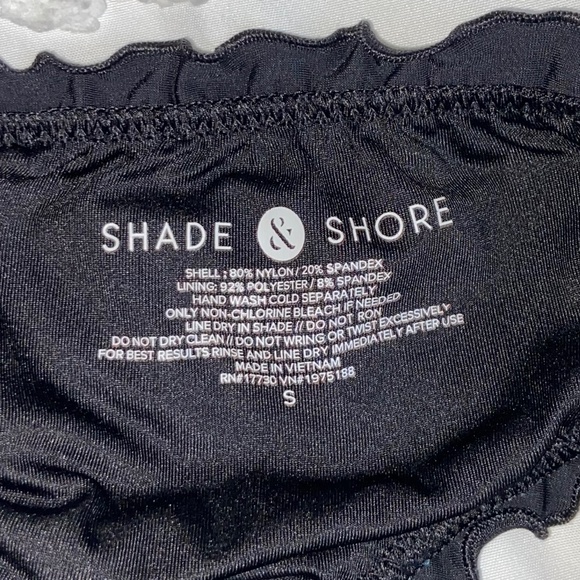 SHADE & SHORE
SHELL : 80% NYLON / 20% SPANDEX
LINING: 92% POLYESTER / 8% SPANDEX
HAND WASH COLD SEPARATELY
ONLY NON-CHLORINE BLEACH IF NEEDED
LINE DRY IN SHADE // DO NOT IRON
DO NOT DRY CLEAN // DO NOT WRING OR TWIST EXCESSIVELY
FOR BEST RESULTS RINSE AND LINE DRY IMMEDIATELY AFTER USE
MADE IN VIETNAM
RN#17730 VN#1975188
S